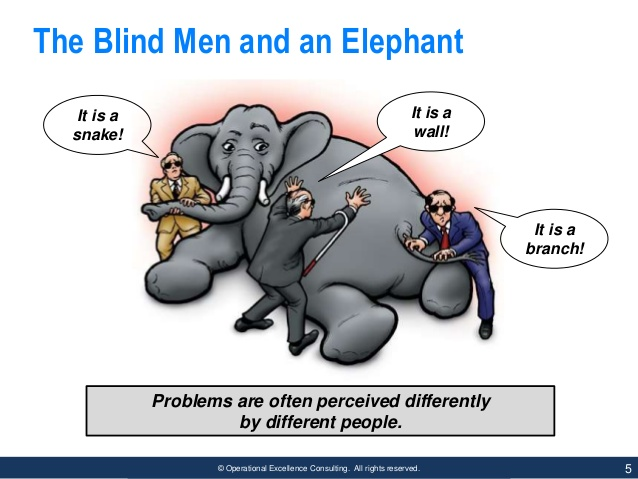 The Blind Men and an Elephant
It is a
snake!
It is a
wall!
It is a
branch!
Problems are often perceived differently
by different people.
© Operational Excellence Consulting. All rights reserved.
5